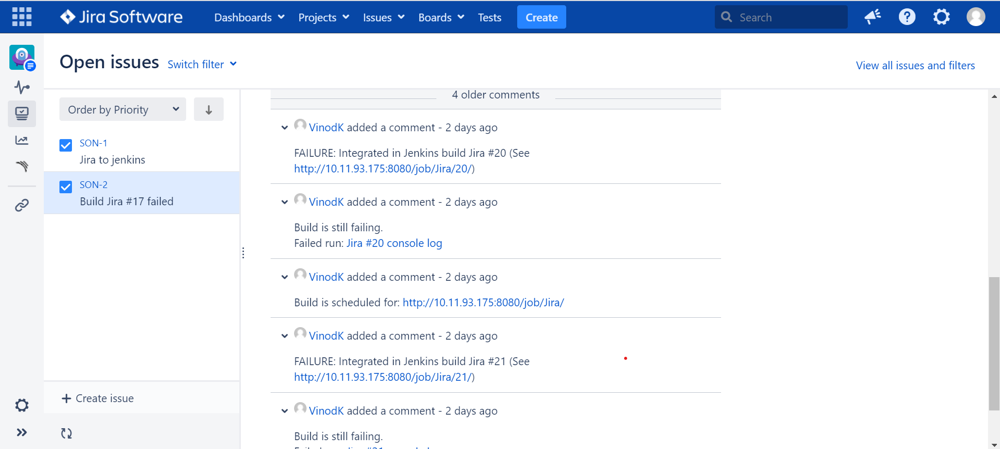 Jira Software
Dashboards
Projects
Issues
Boards
Tests
Create
Search
Open issues
Switch filter
View all issues and filters
Order by Priority
SON-1
Jira to jenkins
SON-2
Build Jira #17 failed
Create issue
4 older comments
VinodK added a comment - 2 days ago
FAILURE: Integrated in Jenkins build Jira #20 (See
http://10.11.93.175:8080/job/Jira/20/)
VinodK added a comment - 2 days ago
Build is still failing.
Failed run: Jira #20 console log
VinodK added a comment - 2 days ago
Build is scheduled for: http://10.11.93.175:8080/job/Jira/
VinodK added a comment - 2 days ago
FAILURE: Integrated in Jenkins build Jira #21 (See
http://10.11.93.175:8080/job/Jira/21/)
VinodK added a comment - 2 days ago
Build is still failing.